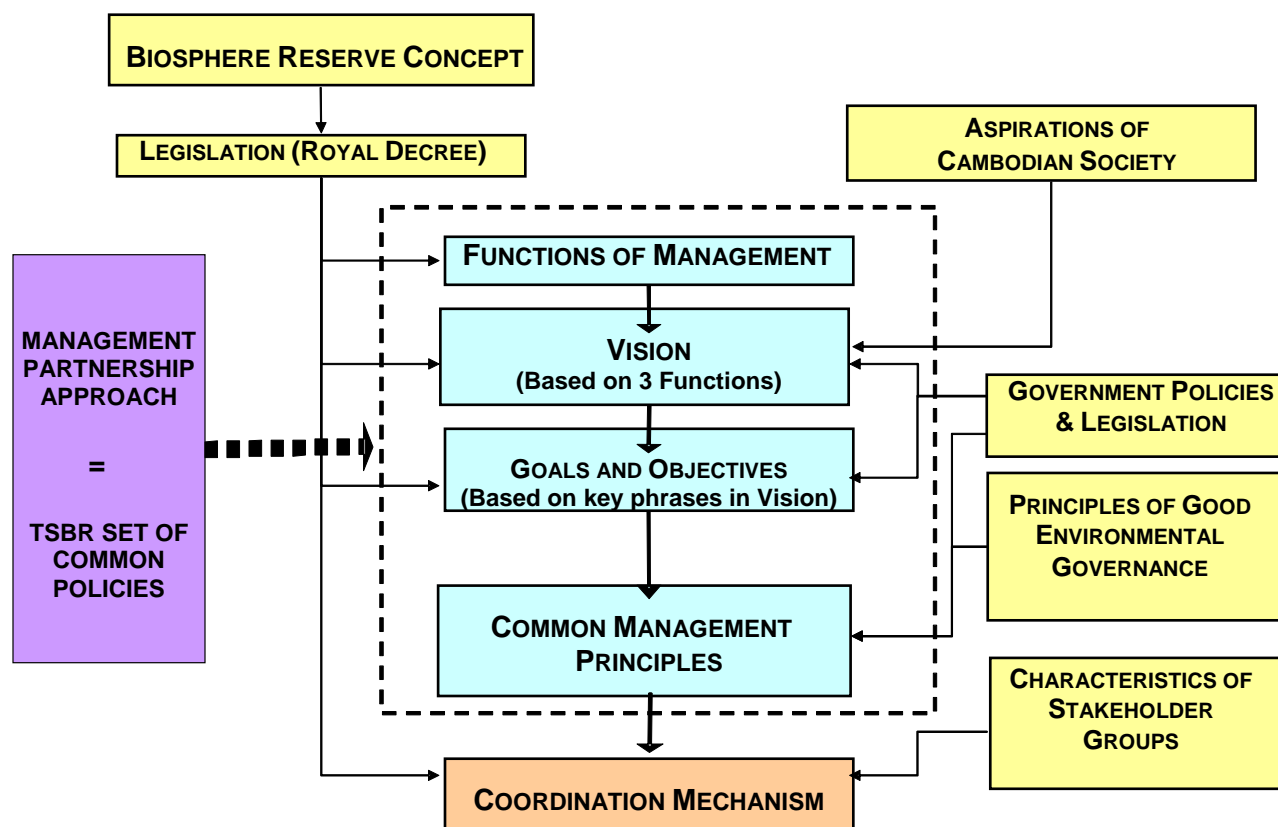 BIOSPHERE RESERVE CONCEPT
LEGISLATION (ROYAL DECREE)
ASPIRATIONS OF
CAMBODIAN SOCIETY
FUNCTIONS OF MANAGEMENT
MANAGEMENT
PARTNERSHIP
APPROACH
=
TSBR SET OF
COMMON
POLICIES
VISION
(Based on 3 Functions)
GOVERNMENT POLICIES
& LEGISLATION
GOALS AND OBJECTIVES
(Based on key phrases in Vision)
PRINCIPLES OF GOOD
ENVIRONMENTAL
GOVERNANCE
COMMON MANAGEMENT
PRINCIPLES
CHARACTERISTICS OF
STAKEHOLDER
GROUPS
COORDINATION MECHANISM